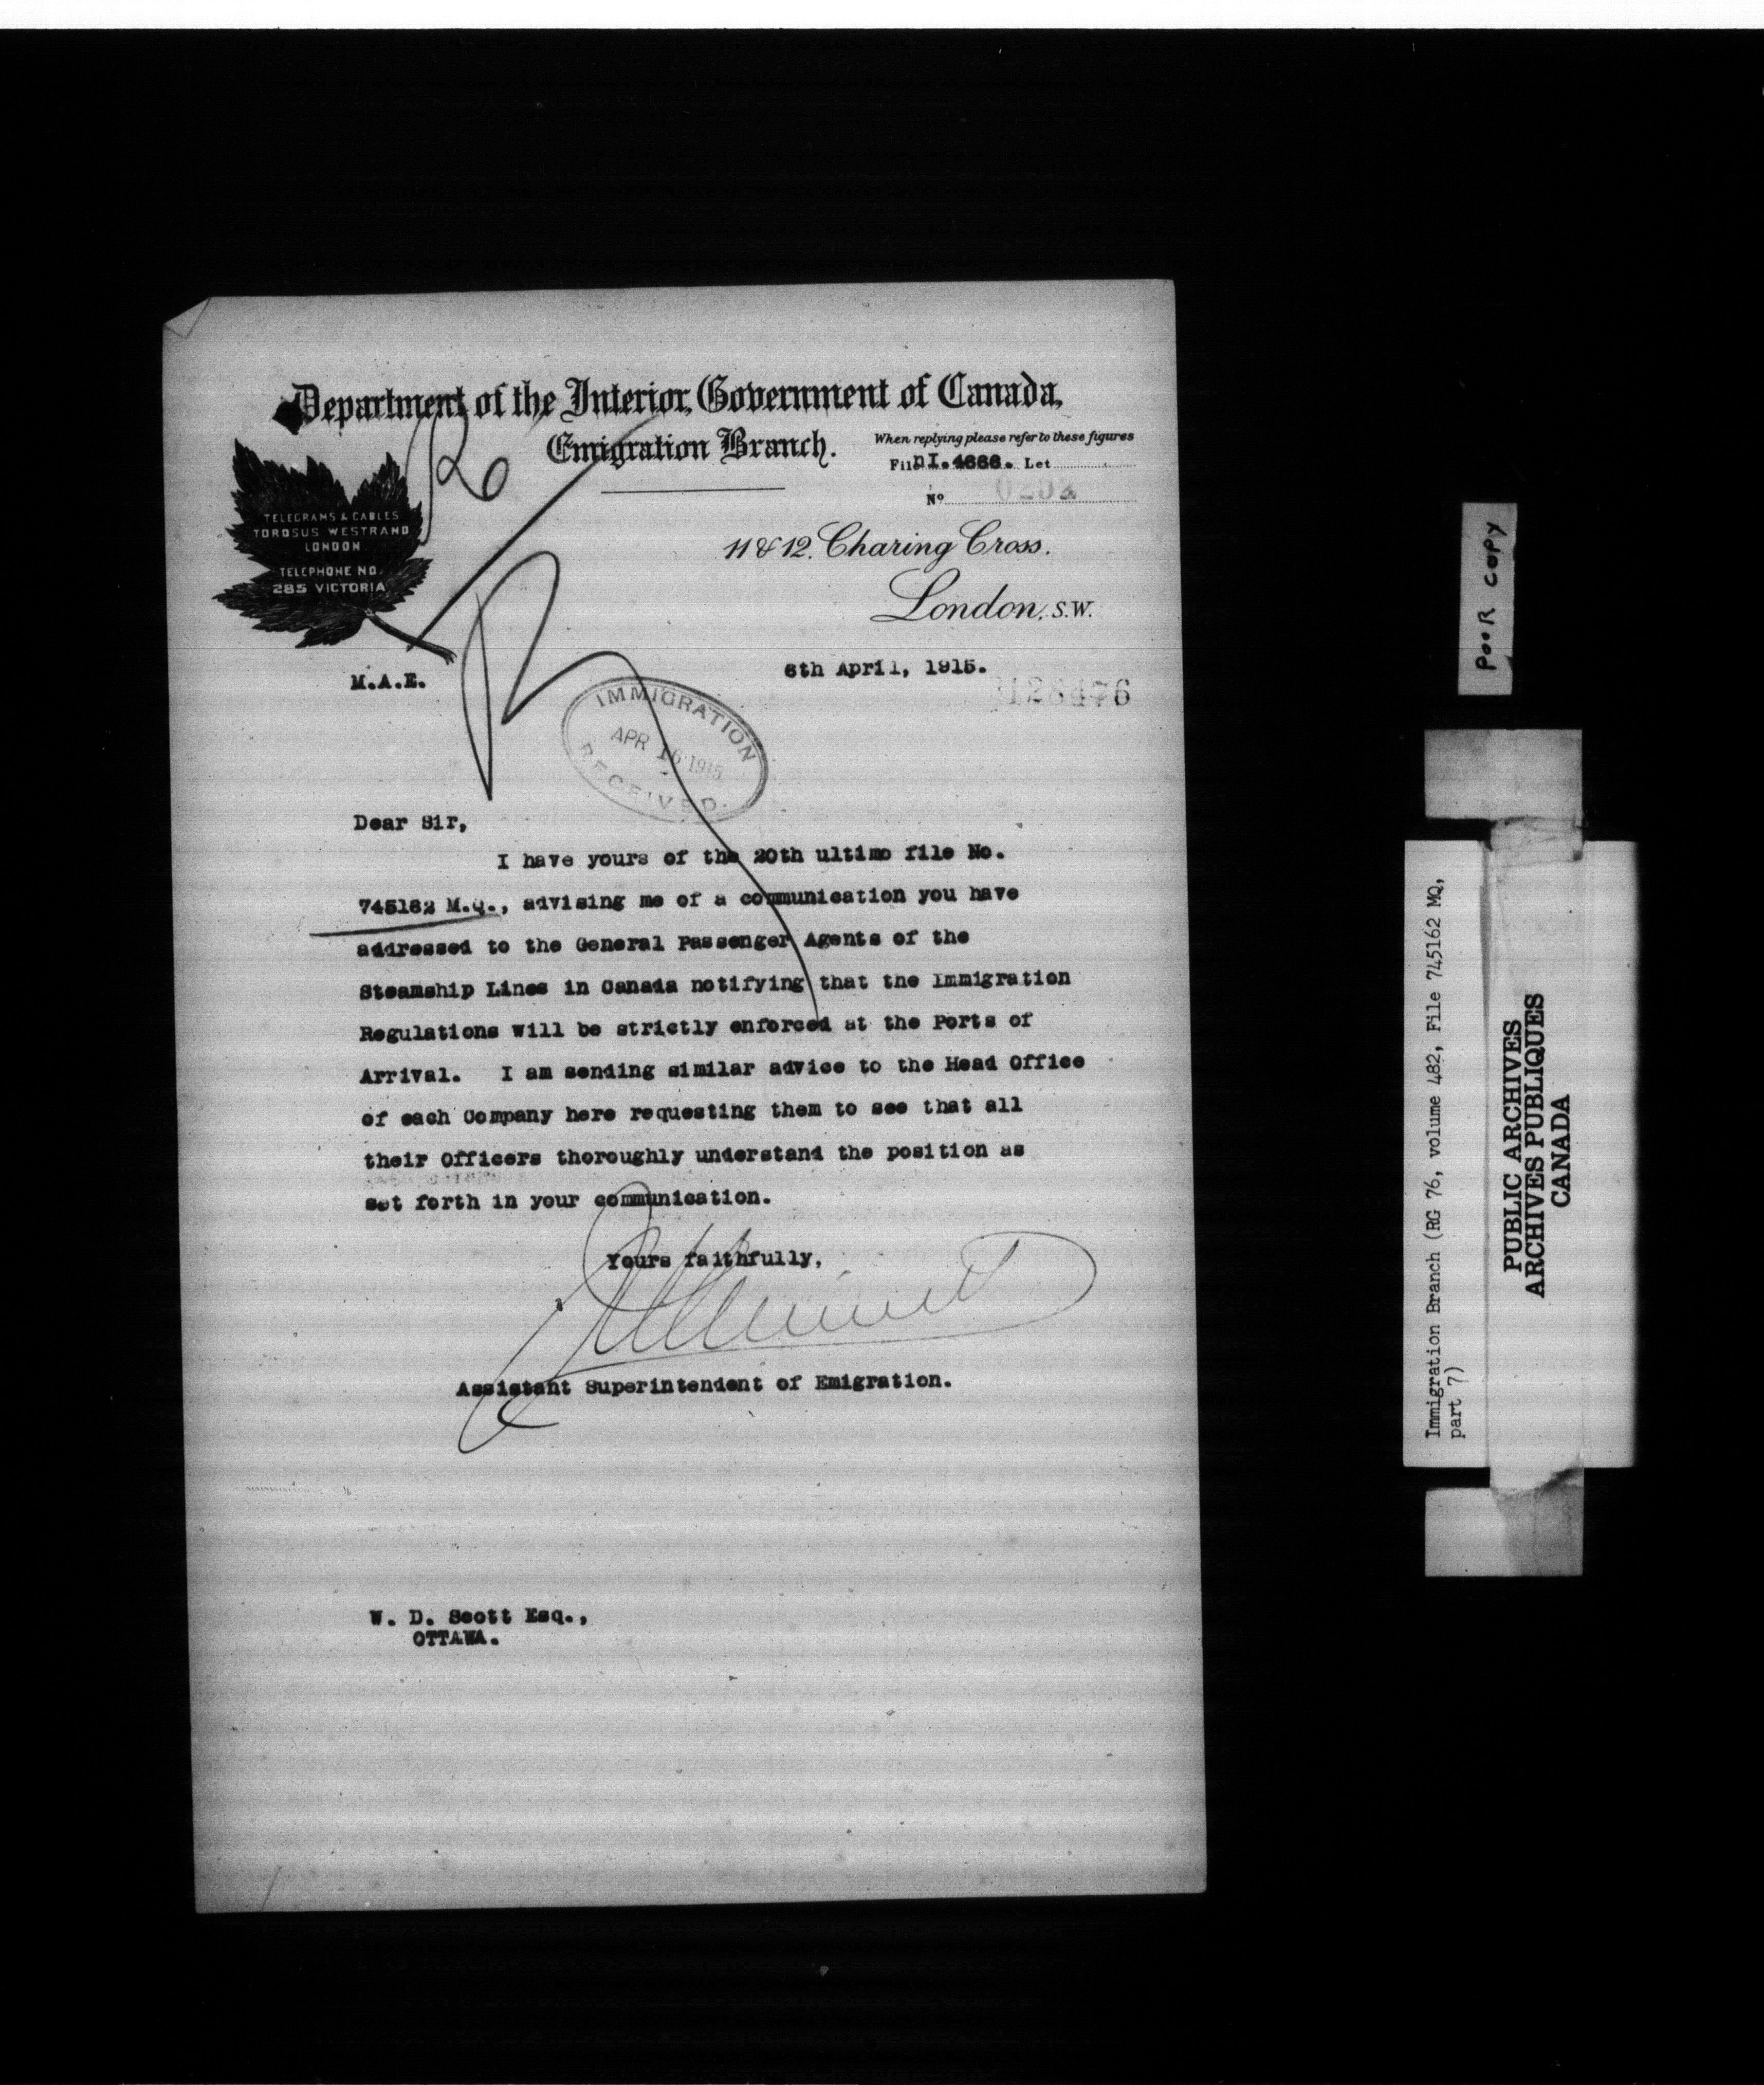 Department of the Interior, Government of Canada,
Emigration Branch.
When replying please refer to these figures
File DI.4666. Let
Nº
TELEGRAMS & CABLES
TOROSUS WESTRAND
LONDON
TELEPHONE NO.
285 VICTORIA
11 & 12. Charing Cross.
London, S.W.
6th April, 1915.
M.A.E.
128476
IMMIGRATION
APR 16 1915
RECEIVED
Dear Sir,
I have yours of the 20th ultimo file No.
745162 M.Q., advising me of a communication you have
addressed to the General Passenger Agents of the
Steamship Lines in Canada notifying that the Immigration
Regulations will be strictly enforced at the Ports of
Arrival. I am sending similar advice to the Head Office
of each Company here requesting them to see that all
their Officers thoroughly understand the position as
set forth in your communication.
Yours faithfully,
Assistant Superintendent of Emigration.
W. D. Scott Esq.,
OTTAWA.
POOR COPY
Immigration Branch (RG 76, volume 482, File 745162 MQ,
part 7)
PUBLIC ARCHIVES
ARCHIVES PUBLIQUES
CANADA